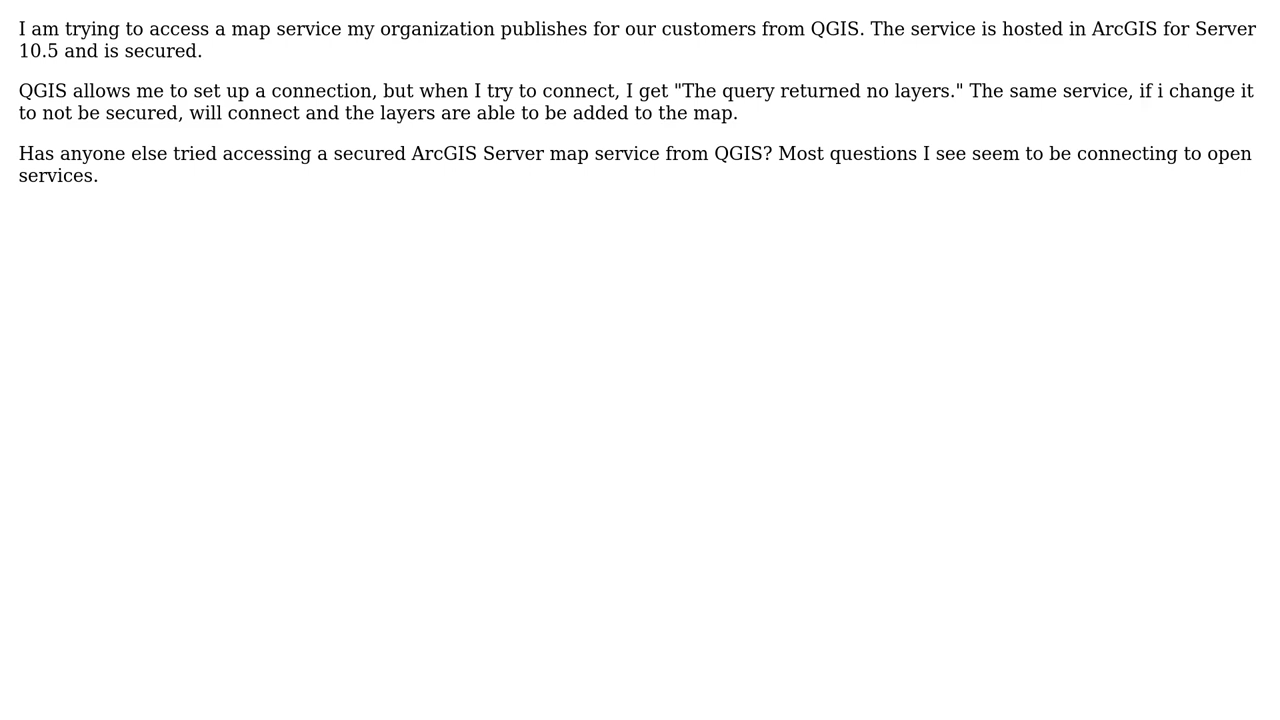 I am trying to access a map service my organization publishes for our customers from QGIS. The service is hosted in ArcGIS for Server
10.5 and is secured.
QGIS allows me to set up a connection, but when I try to connect, I get "The query returned no layers." The same service, if i change it
to not be secured, will connect and the layers are able to be added to the map.
Has anyone else tried accessing a secured ArcGIS Server map service from QGIS? Most questions I see seem to be connecting to open
services.